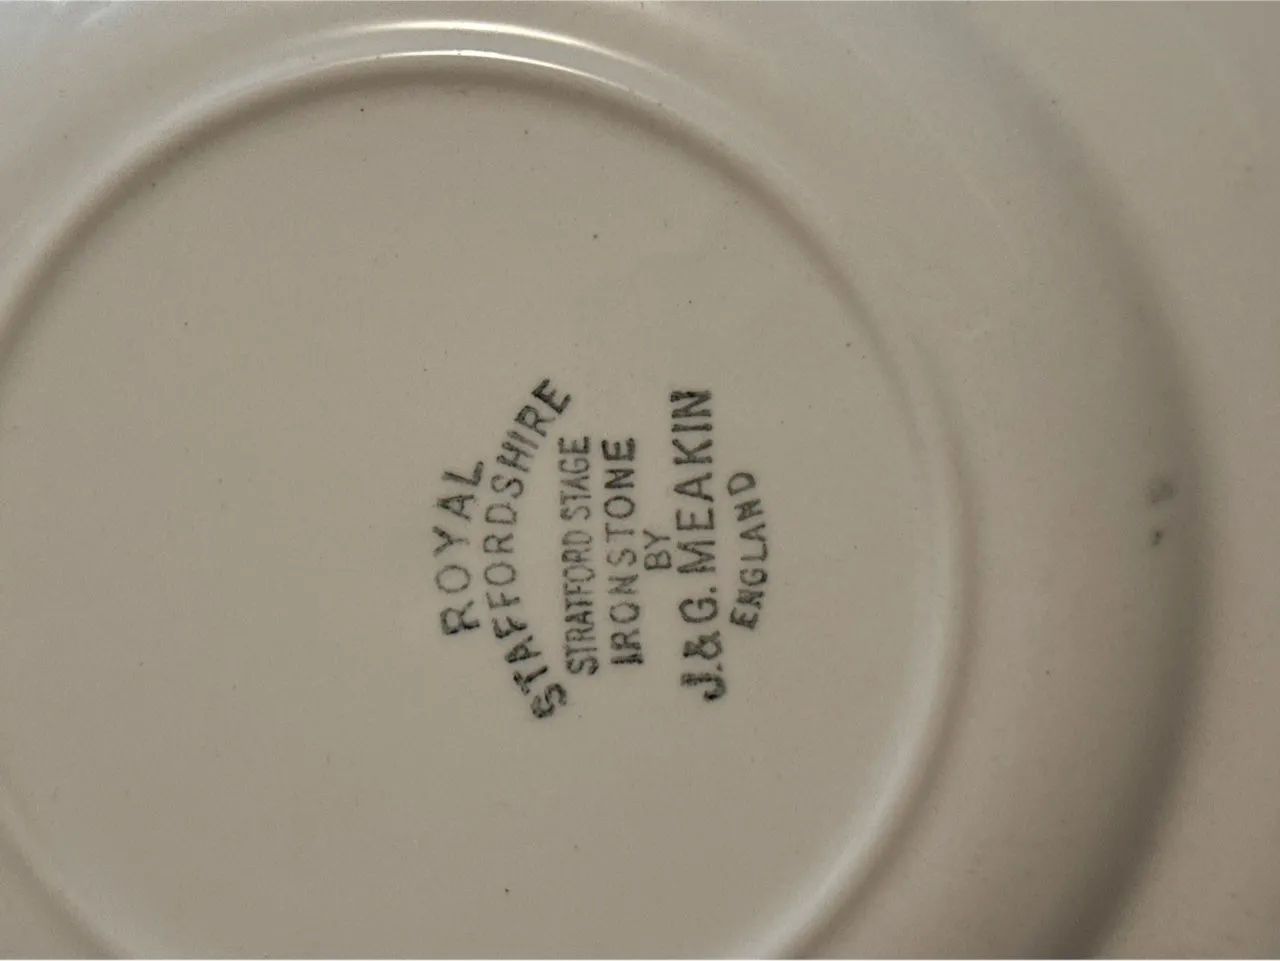 ROYAL
STAFFORDSHIRE
STRATFORD STAGE
IRONSTONE
BY
J.&G. MEAKIN
ENGLAND